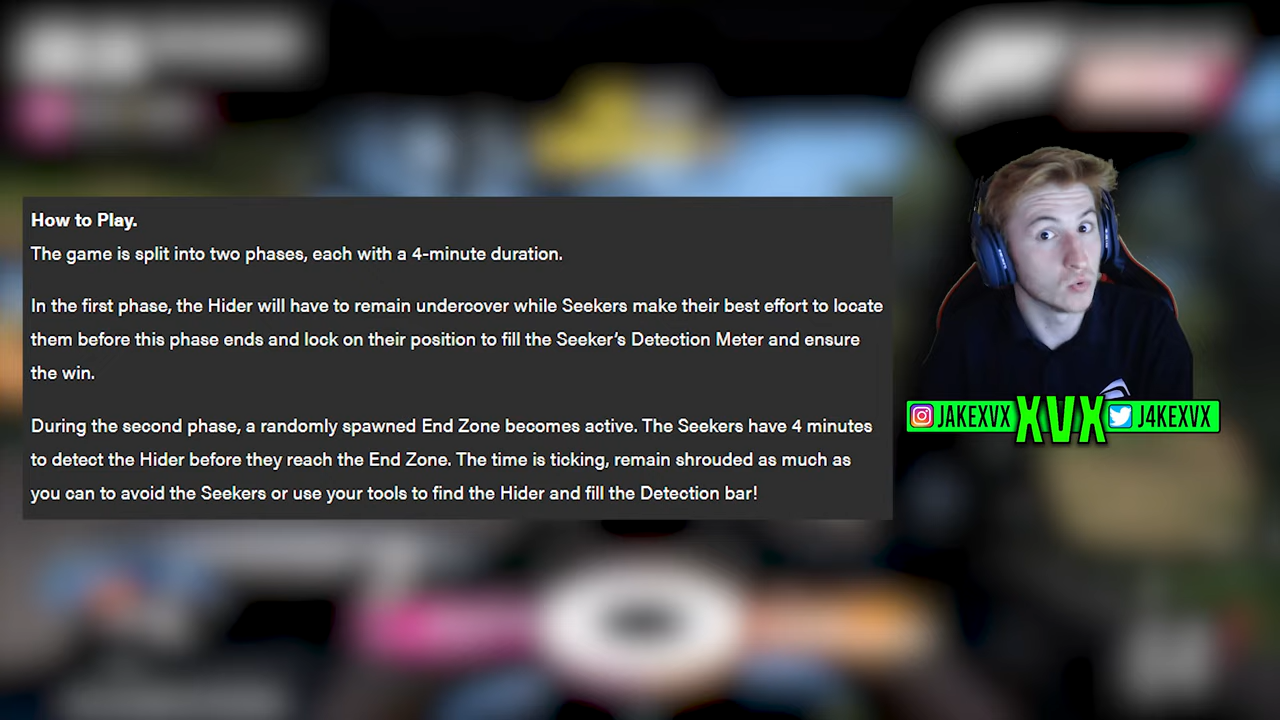 How to Play.
The game is split into two phases, each with a 4-minute duration.
In the first phase, the Hider will have to remain undercover while Seekers make their best effort to locate
them before this phase ends and lock on their position to fill the Seeker's Detection Meter and ensure
the win.
During the second phase, a randomly spawned End Zone becomes active. The Seekers have 4 minutes
to detect the Hider before they reach the End Zone. The time is ticking, remain shrouded as much as
you can to avoid the Seekers or use your tools to find the Hider and fill the Detection bar!
JAKEXVX XVX J4KEXVX